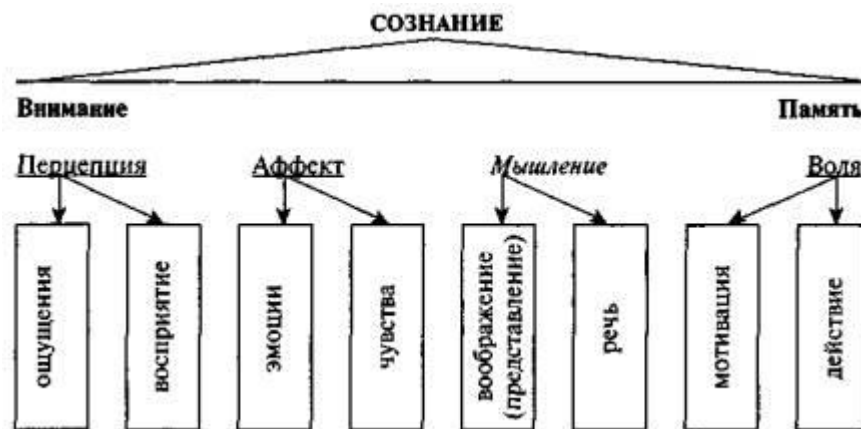 СОЗНАНИЕ
Внимание Память
Перцепция Аффект Мышление Воля
ощущения
восприятие
эмоции
чувства
воображение
(представление)
речь
мотивация
действие